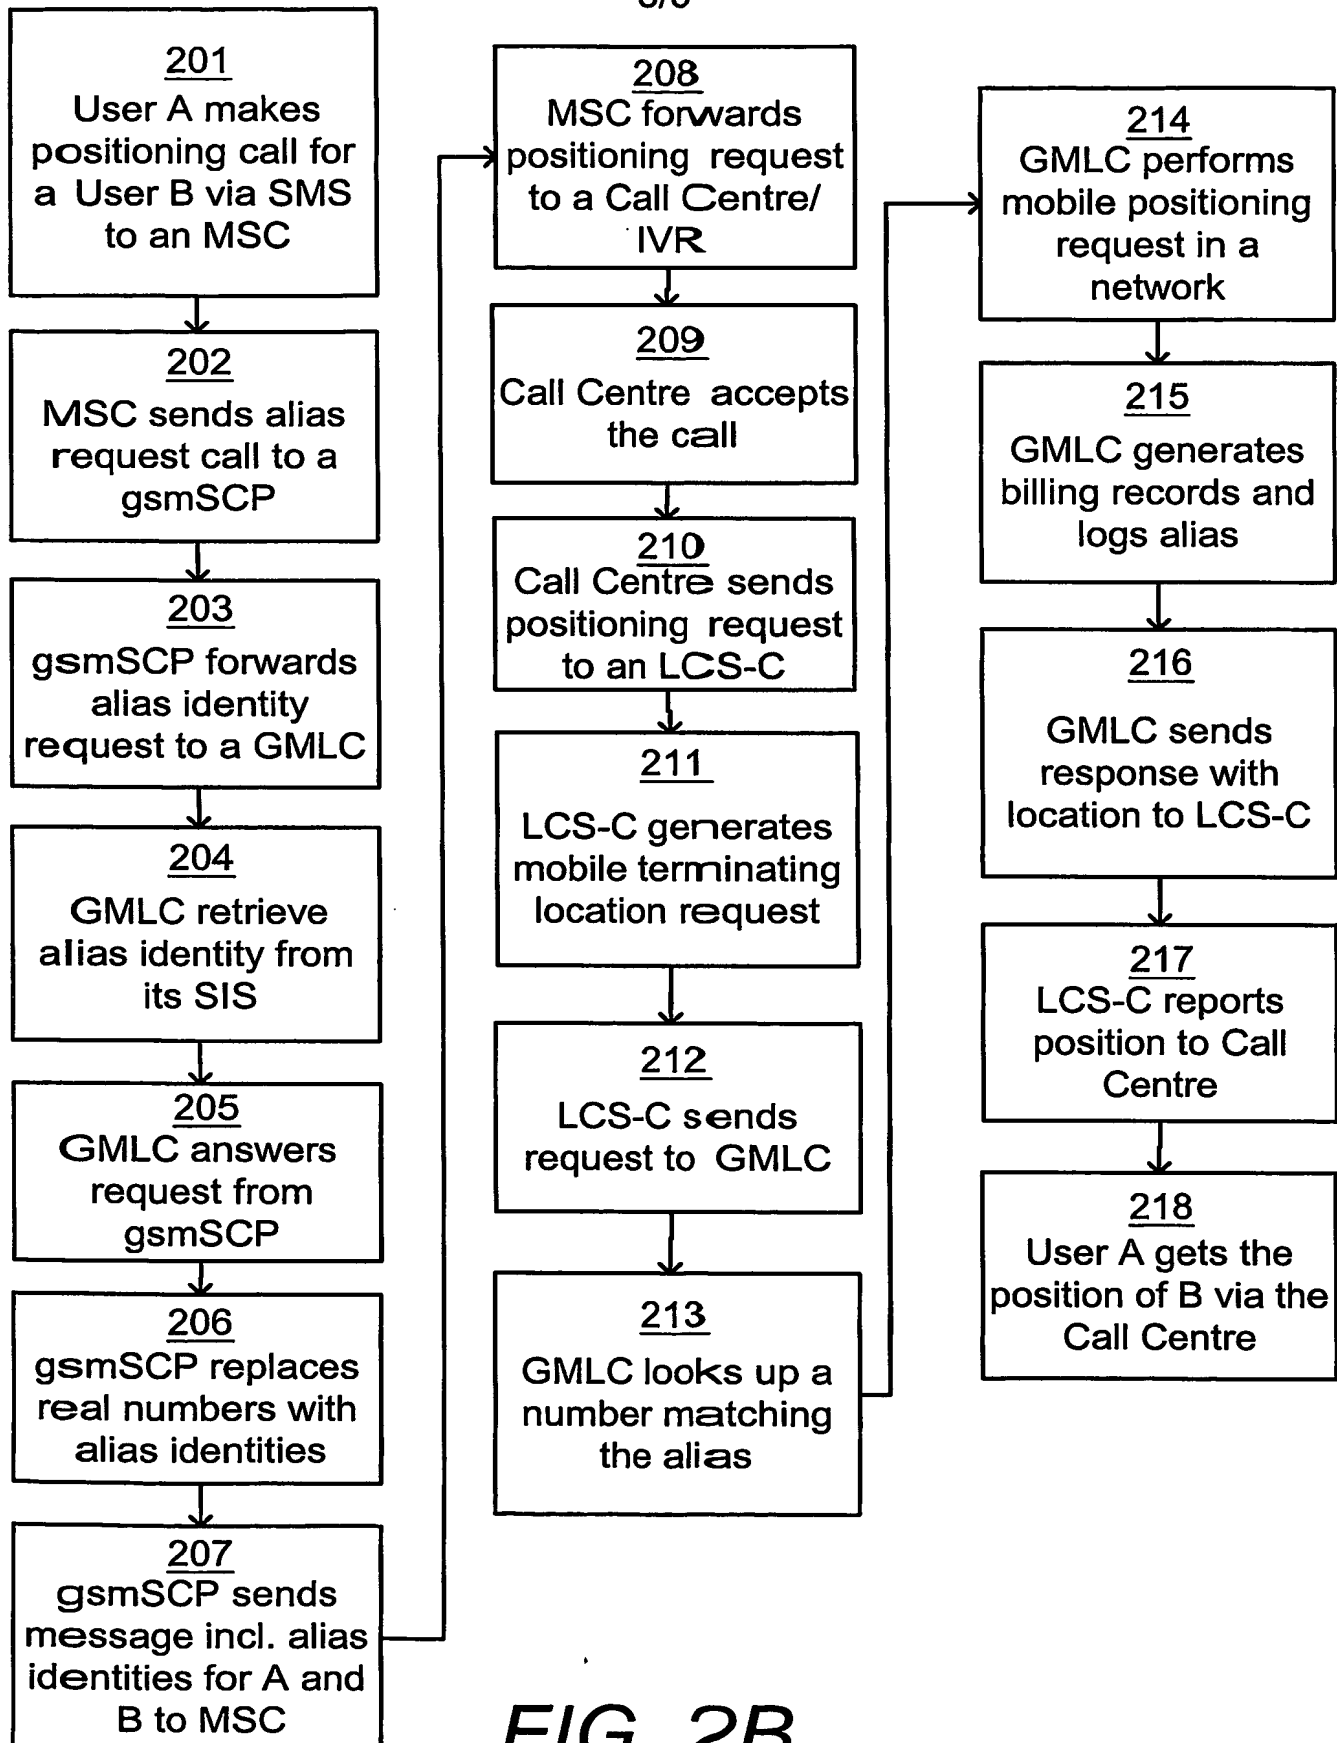 201
User A makes
positioning call for
a User B via SMS
to an MSC
202
MSC sends alias
request call to a
gsmSCP
203
gsmSCP forwards
alias identity
request to a GMLC
204
GMLC retrieve
alias identity from
its SIS
205
GMLC answers
request from
gsmSCP
206
gsmSCP replaces
real numbers with
alias identities
207
gsmSCP sends
message incl. alias
identities for A and
B to MSC
208
MSC forwards
positioning request
to a Call Centre/
IVR
209
Call Centre accepts
the call
210
Call Centre sends
positioning request
to an LCS-C
211
LCS-C generates
mobile terminating
location request
212
LCS-C sends
request to GMLC
213
GMLC looks up a
number matching
the alias
214
GMLC performs
mobile positioning
request in a
network
215
GMLC generates
billing records and
logs alias
216
GMLC sends
response with
location to LCS-C
217
LCS-C reports
position to Call
Centre
218
User A gets the
position of B via the
Call Centre
FIG. 2B